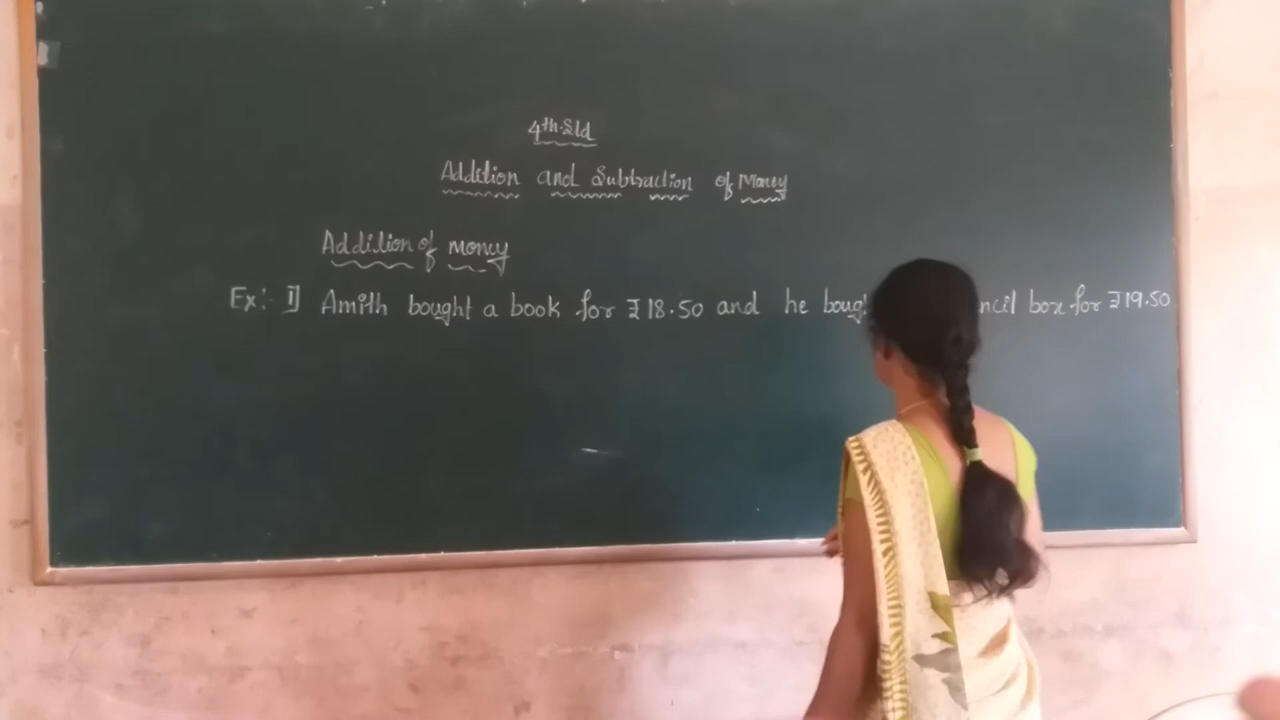 4th-Std
Addition and Subtraction of Money
Addition of money
Ex:- 1] Amith bought a book for ₹18.50 and he boug ncil box for ₹19.50